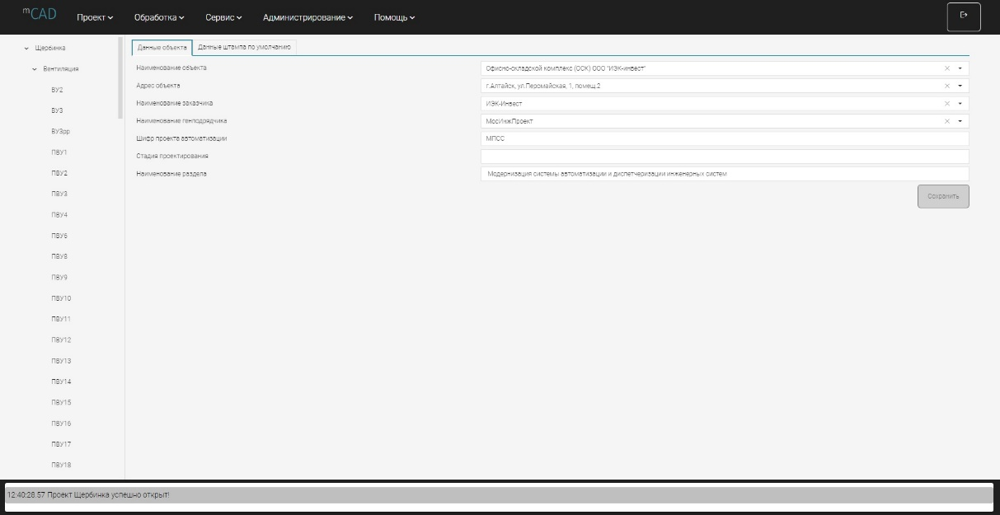 mCAD
Проект Обработка Сервис Администрирование Помощь
Щербинка
Вентиляция
ВУ2
ВУ3
ВУ3рр
ПВУ1
ПВУ2
ПВУ3
ПВУ4
ПВУ6
ПВУ8
ПВУ9
ПВУ10
ПВУ11
ПВУ12
ПВУ13
ПВУ14
ПВУ15
ПВУ16
ПВУ17
ПВУ18
Данные объекта Данные штампа по умолчанию
Наименование объекта Офисно-складской комплекс (ОСК) ООО "ИЭК-инвест"
Адрес объекта г.Алтайск, ул.Перомайская, 1, помещ.2
Наименование заказчика ИЭК-Инвест
Наименование генподрядчика МосИнжПроект
Шифр проекта автоматизации МПСС
Стадия проектирования
Наименование раздела Модернизация системы автоматизации и диспетчеризации инженерных систем
Сохранить
12:40:28.57 Проект Щербинка успешно открыт!